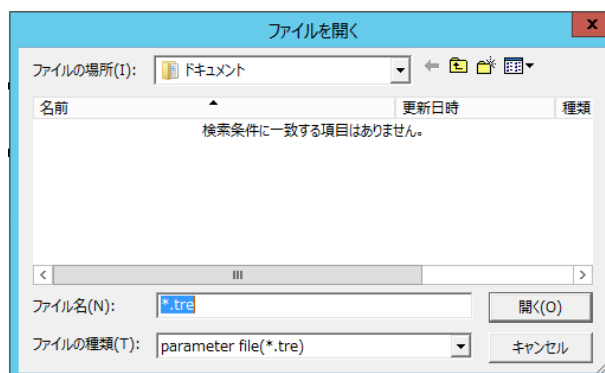 ファイルを開く
x
ファイルの場所(I): ドキュメント
名前 更新日時 種類
検索条件に一致する項目はありません。
ファイル名(N): *.tre 開く(O)
ファイルの種類(T): parameter file(*.tre) キャンセル